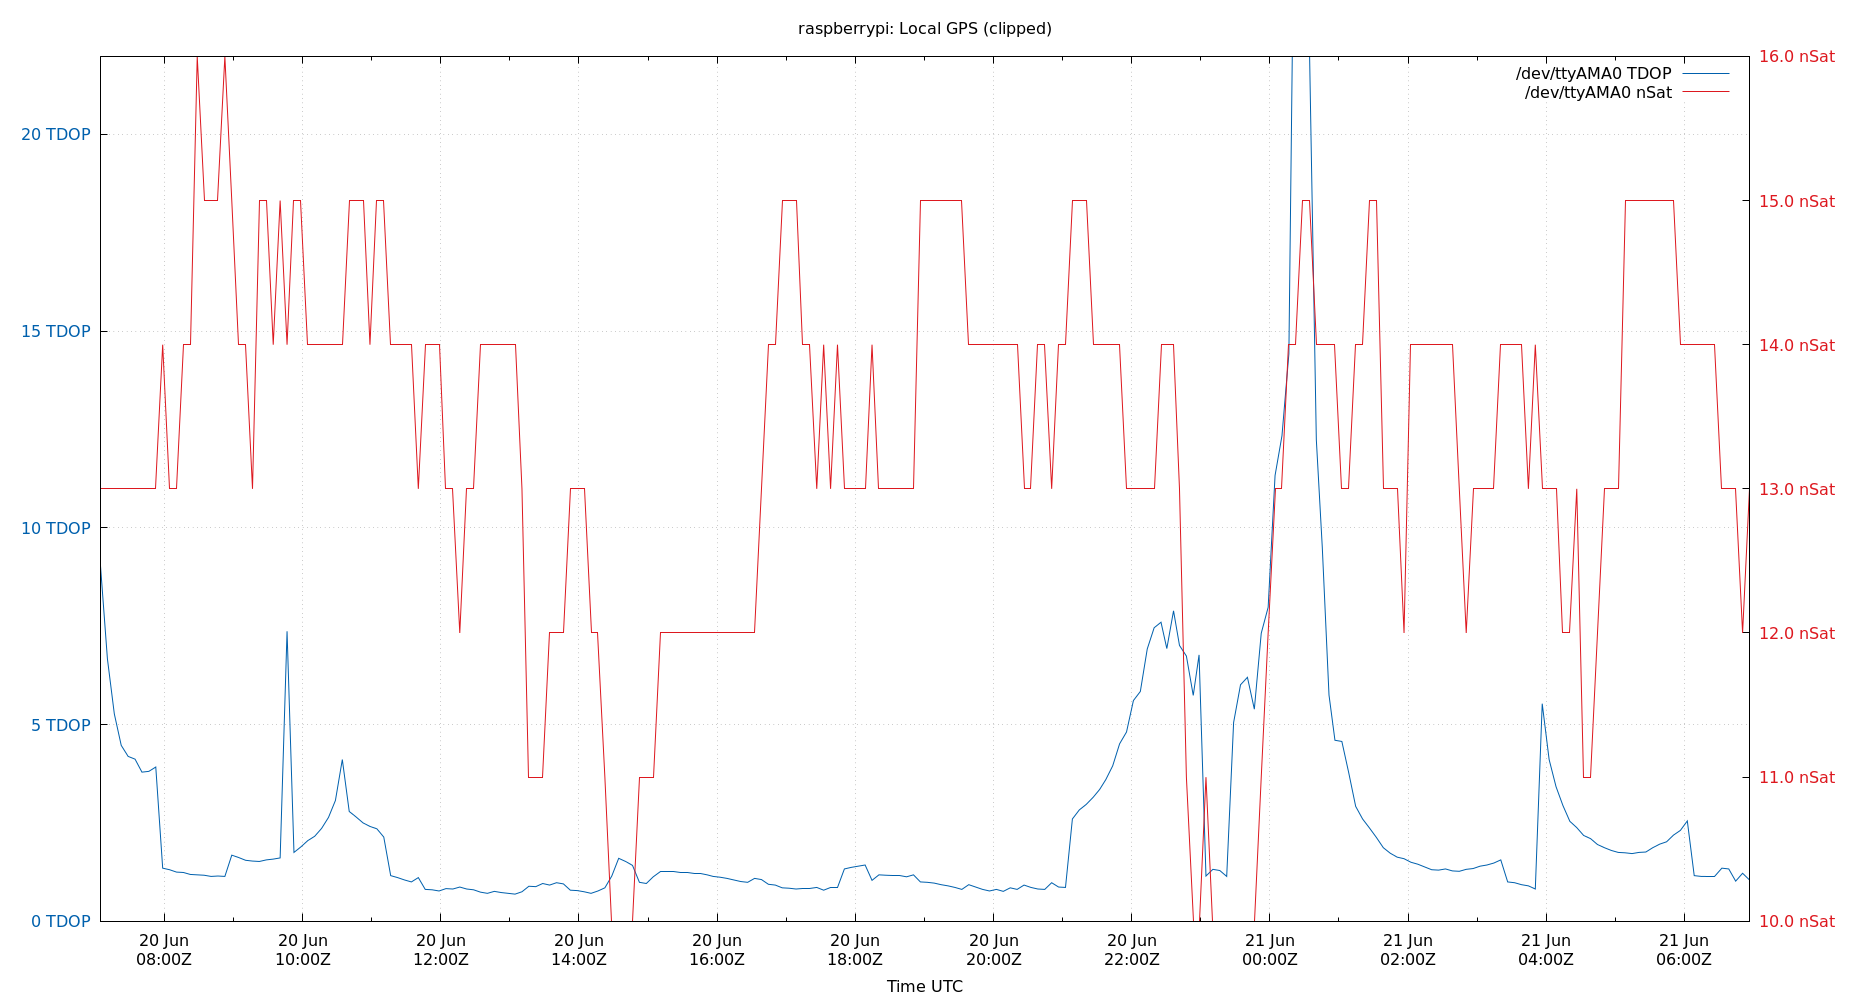 raspberrypi: Local GPS (clipped)
16.0 nSat
/dev/ttyAMA0 TDOP
/dev/ttyAMA0 nSat
20 TDOP
15.0 nSat
15 TDOP
14.0 nSat
13.0 nSat
10 TDOP
12.0 nSat
5 TDOP
11.0 nSat
0 TDOP
10.0 nSat
20 Jun 20 Jun 20 Jun 20 Jun 20 Jun 20 Jun 20 Jun 20 Jun 21 Jun 21 Jun 21 Jun 21 Jun
08:00Z 10:00Z 12:00Z 14:00Z 16:00Z 18:00Z 20:00Z 22:00Z 00:00Z 02:00Z 04:00Z 06:00Z
Time UTC